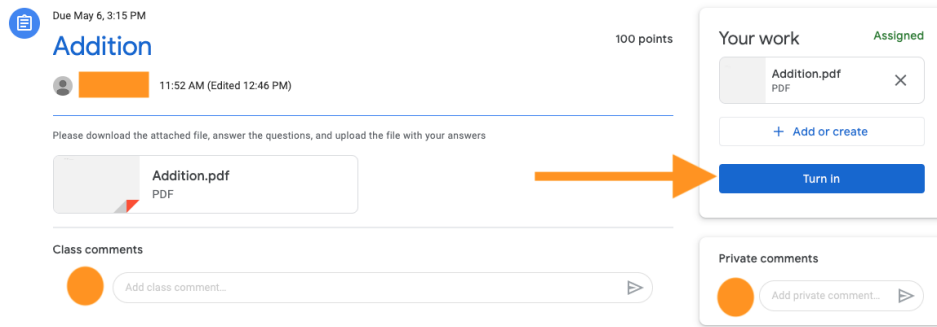 Due May 6, 3:15 PM
Addition
100 points
11:52 AM (Edited 12:46 PM)
Please download the attached file, answer the questions, and upload the file with your answers
Addition.pdf
PDF
Class comments
Add class comment...
Your work
Assigned
Addition.pdf
PDF
+ Add or create
Turn in
Private comments
Add private comment...